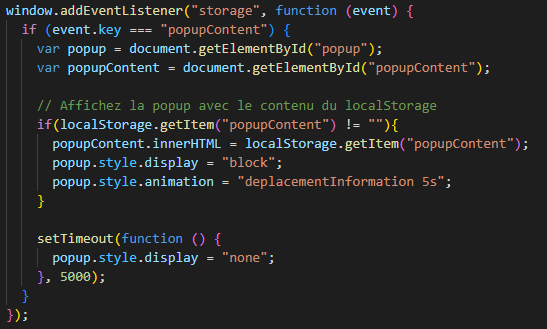 window.addEventListener("storage", function (event) {
  if (event.key === "popupContent") {
    var popup = document.getElementById("popup");
    var popupContent = document.getElementById("popupContent");

    // Affichez la popup avec le contenu du localStorage
    if(localStorage.getItem("popupContent") != ""){
      popupContent.innerHTML = localStorage.getItem("popupContent");
      popup.style.display = "block";
      popup.style.animation = "deplacementInformation 5s";
    }

    setTimeout(function () {
      popup.style.display = "none";
    }, 5000);
  }
});